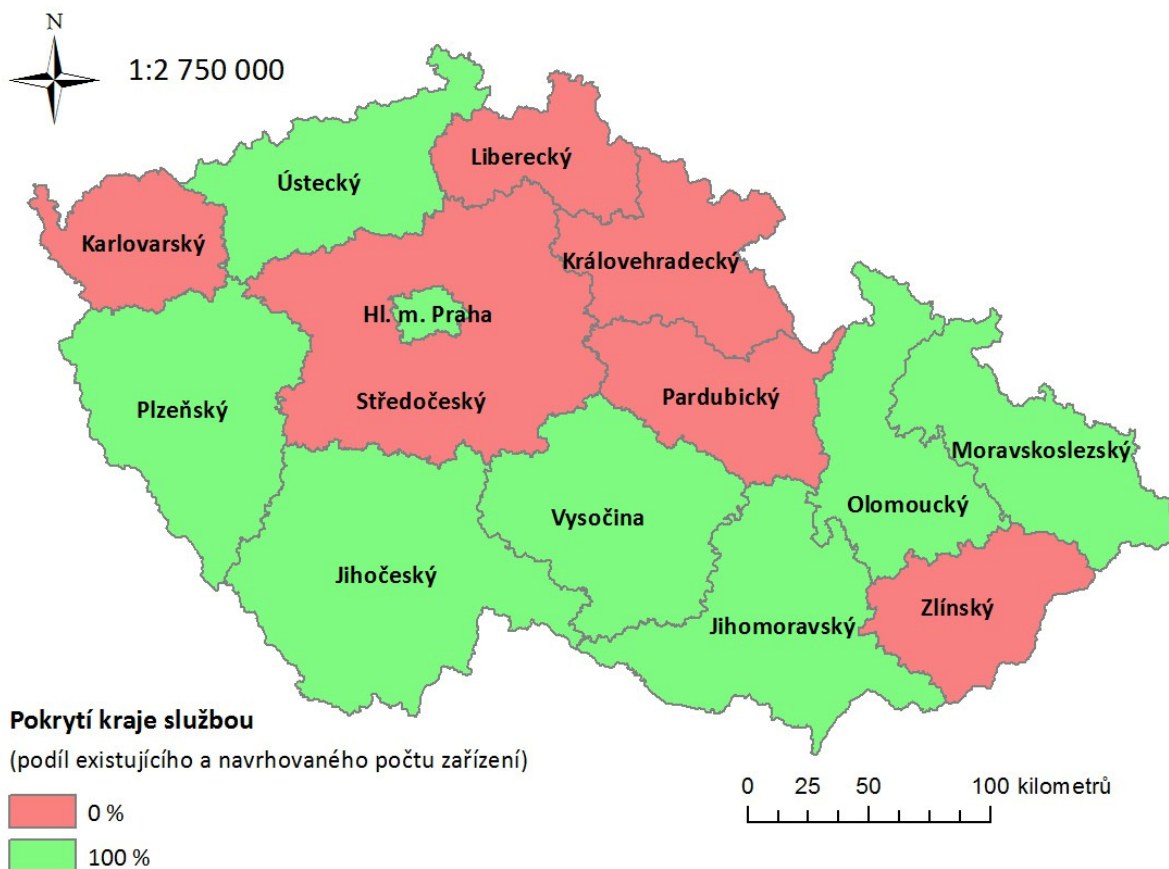 N
1:2 750 000
Liberecký
Ústecký
Karlovarský
Královehradecký
Hl. m. Praha
Plzeňský
Středočeský
Pardubický
Moravskoslezský
Olomoucký
Vysočina
Jihočeský
Zlínský
Jihomoravský
Pokrytí kraje službou
(podíl existujícího a navrhovaného počtu zařízení)
0 %
100 %
0 25 50 100 kilometrů